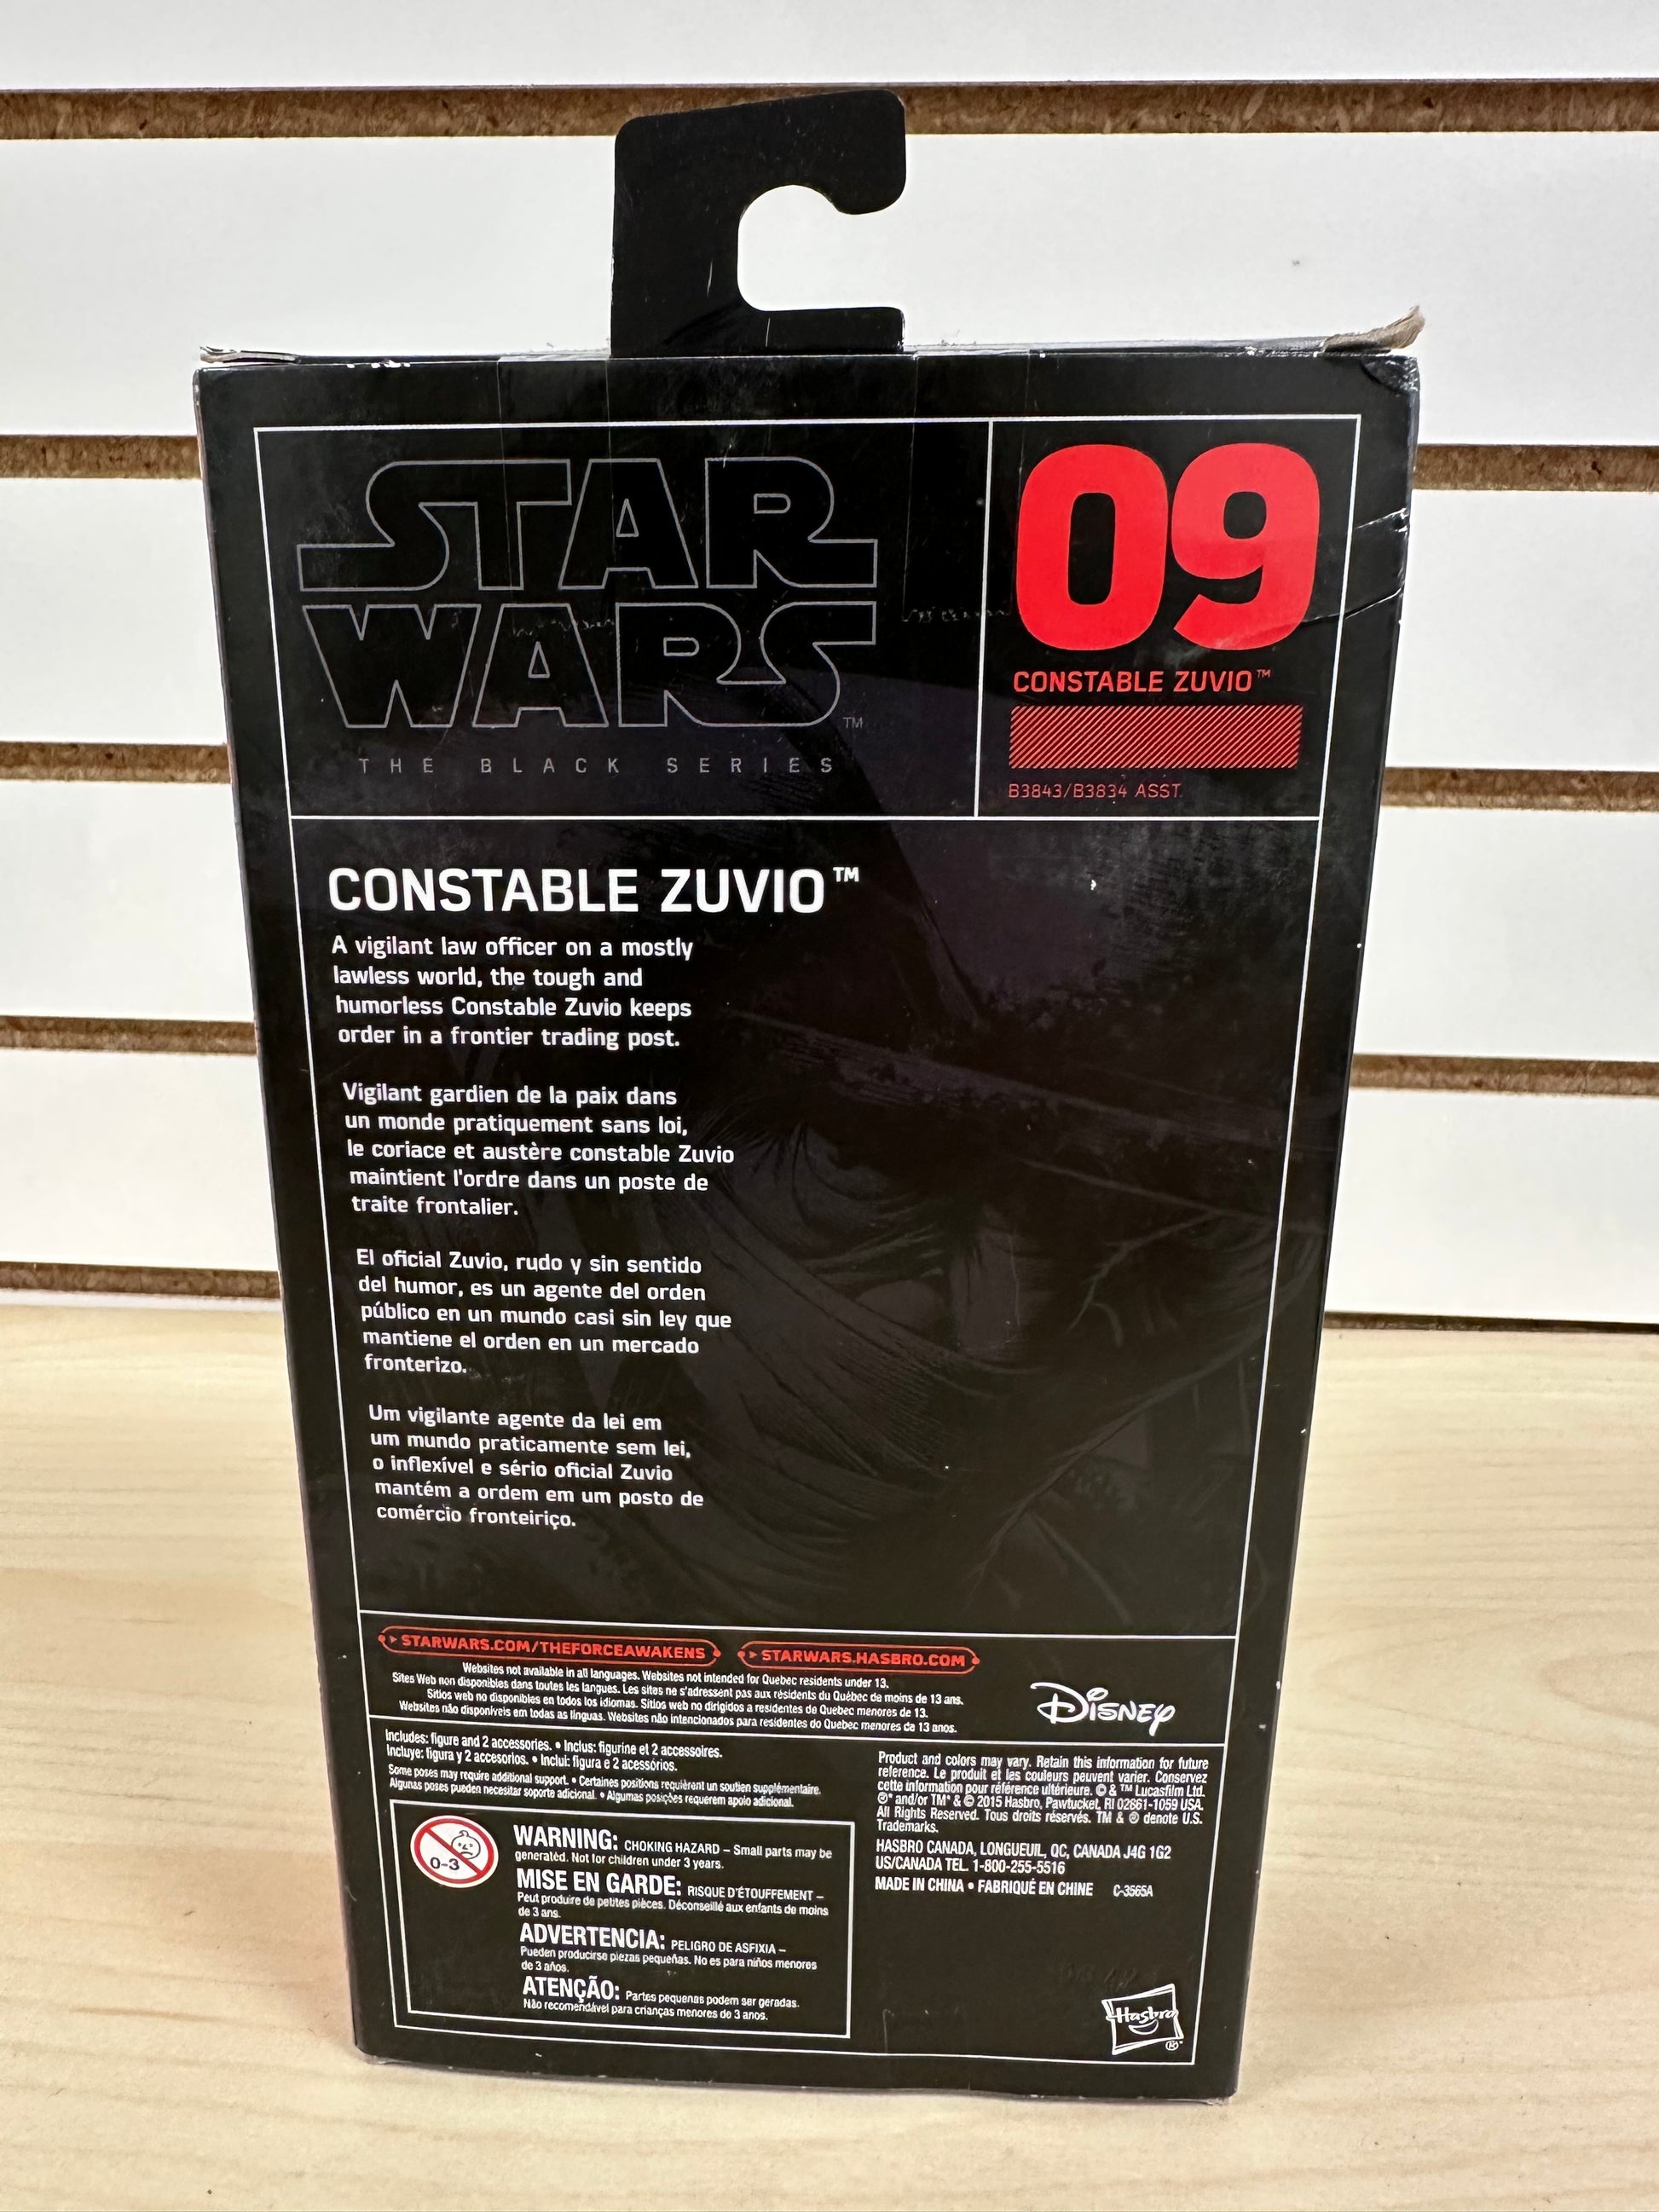 STAR
WARS™
THE BLACK SERIES
09
CONSTABLE ZUVIO™
B3843/B3834 ASST.
CONSTABLE ZUVIO™
A vigilant law officer on a mostly
lawless world, the tough and
humorless Constable Zuvio keeps
order in a frontier trading post.
Vigilant gardien de la paix dans
un monde pratiquement sans loi,
le coriace et austère constable Zuvio
maintient l'ordre dans un poste de
traite frontalier.
El oficial Zuvio, rudo y sin sentido
del humor, es un agente del orden
público en un mundo casi sin ley que
mantiene el orden en un mercado
fronterizo.
Um vigilante agente da lei em
um mundo praticamente sem lei,
o inflexível e sério oficial Zuvio
mantém a ordem em um posto de
comércio fronteiriço.
STARWARS.COM/THEFORCEAWAKENS STARWARS.HASBRO.COM
Websites not available in all languages. Websites not intended for Quebec residents under 13.
Sites Web non disponibles dans toutes les langues. Les sites ne s'adressent pas aux résidents du Québec de moins de 13 ans.
Sitios web no disponibles en todos los idiomas. Sitios web no dirigidos a residentes de Quebec menores de 13.
Websites não disponíveis em todas as línguas. Websites não intencionados para residentes do Quebec menores de 13 anos.
Disney
Includes: figure and 2 accessories. • Inclus: figurine et 2 accessoires.
Incluye: figura y 2 accesorios. • Inclui: figura e 2 acessórios.
Some poses may require additional support. • Certaines positions requièrent un soutien supplémentaire.
Algunas poses pueden necesitar soporte adicional. • Algumas posições requerem apoio adicional.
0-3
WARNING: CHOKING HAZARD – Small parts may be
generated. Not for children under 3 years.
MISE EN GARDE: RISQUE D'ÉTOUFFEMENT –
Peut produire de petites pièces. Déconseillé aux enfants de moins
de 3 ans.
ADVERTENCIA: PELIGRO DE ASFIXIA –
Pueden producirse piezas pequeñas. No es para niños menores
de 3 años.
ATENÇÃO: Partes pequenas podem ser geradas.
Não recomendável para crianças menores de 3 anos.
Product and colors may vary. Retain this information for future
reference. Le produit et les couleurs peuvent varier. Conservez
cette information pour référence ultérieure. © & ™ Lucasfilm Ltd.
®* and/or TM* & © 2015 Hasbro, Pawtucket, RI 02861-1059 USA.
All Rights Reserved. Tous droits réservés. TM & ® denote U.S.
Trademarks.
HASBRO CANADA, LONGUEUIL, QC, CANADA J4G 1G2
US/CANADA TEL. 1-800-255-5516
MADE IN CHINA • FABRIQUÉ EN CHINE C-3565A
Hasbro®